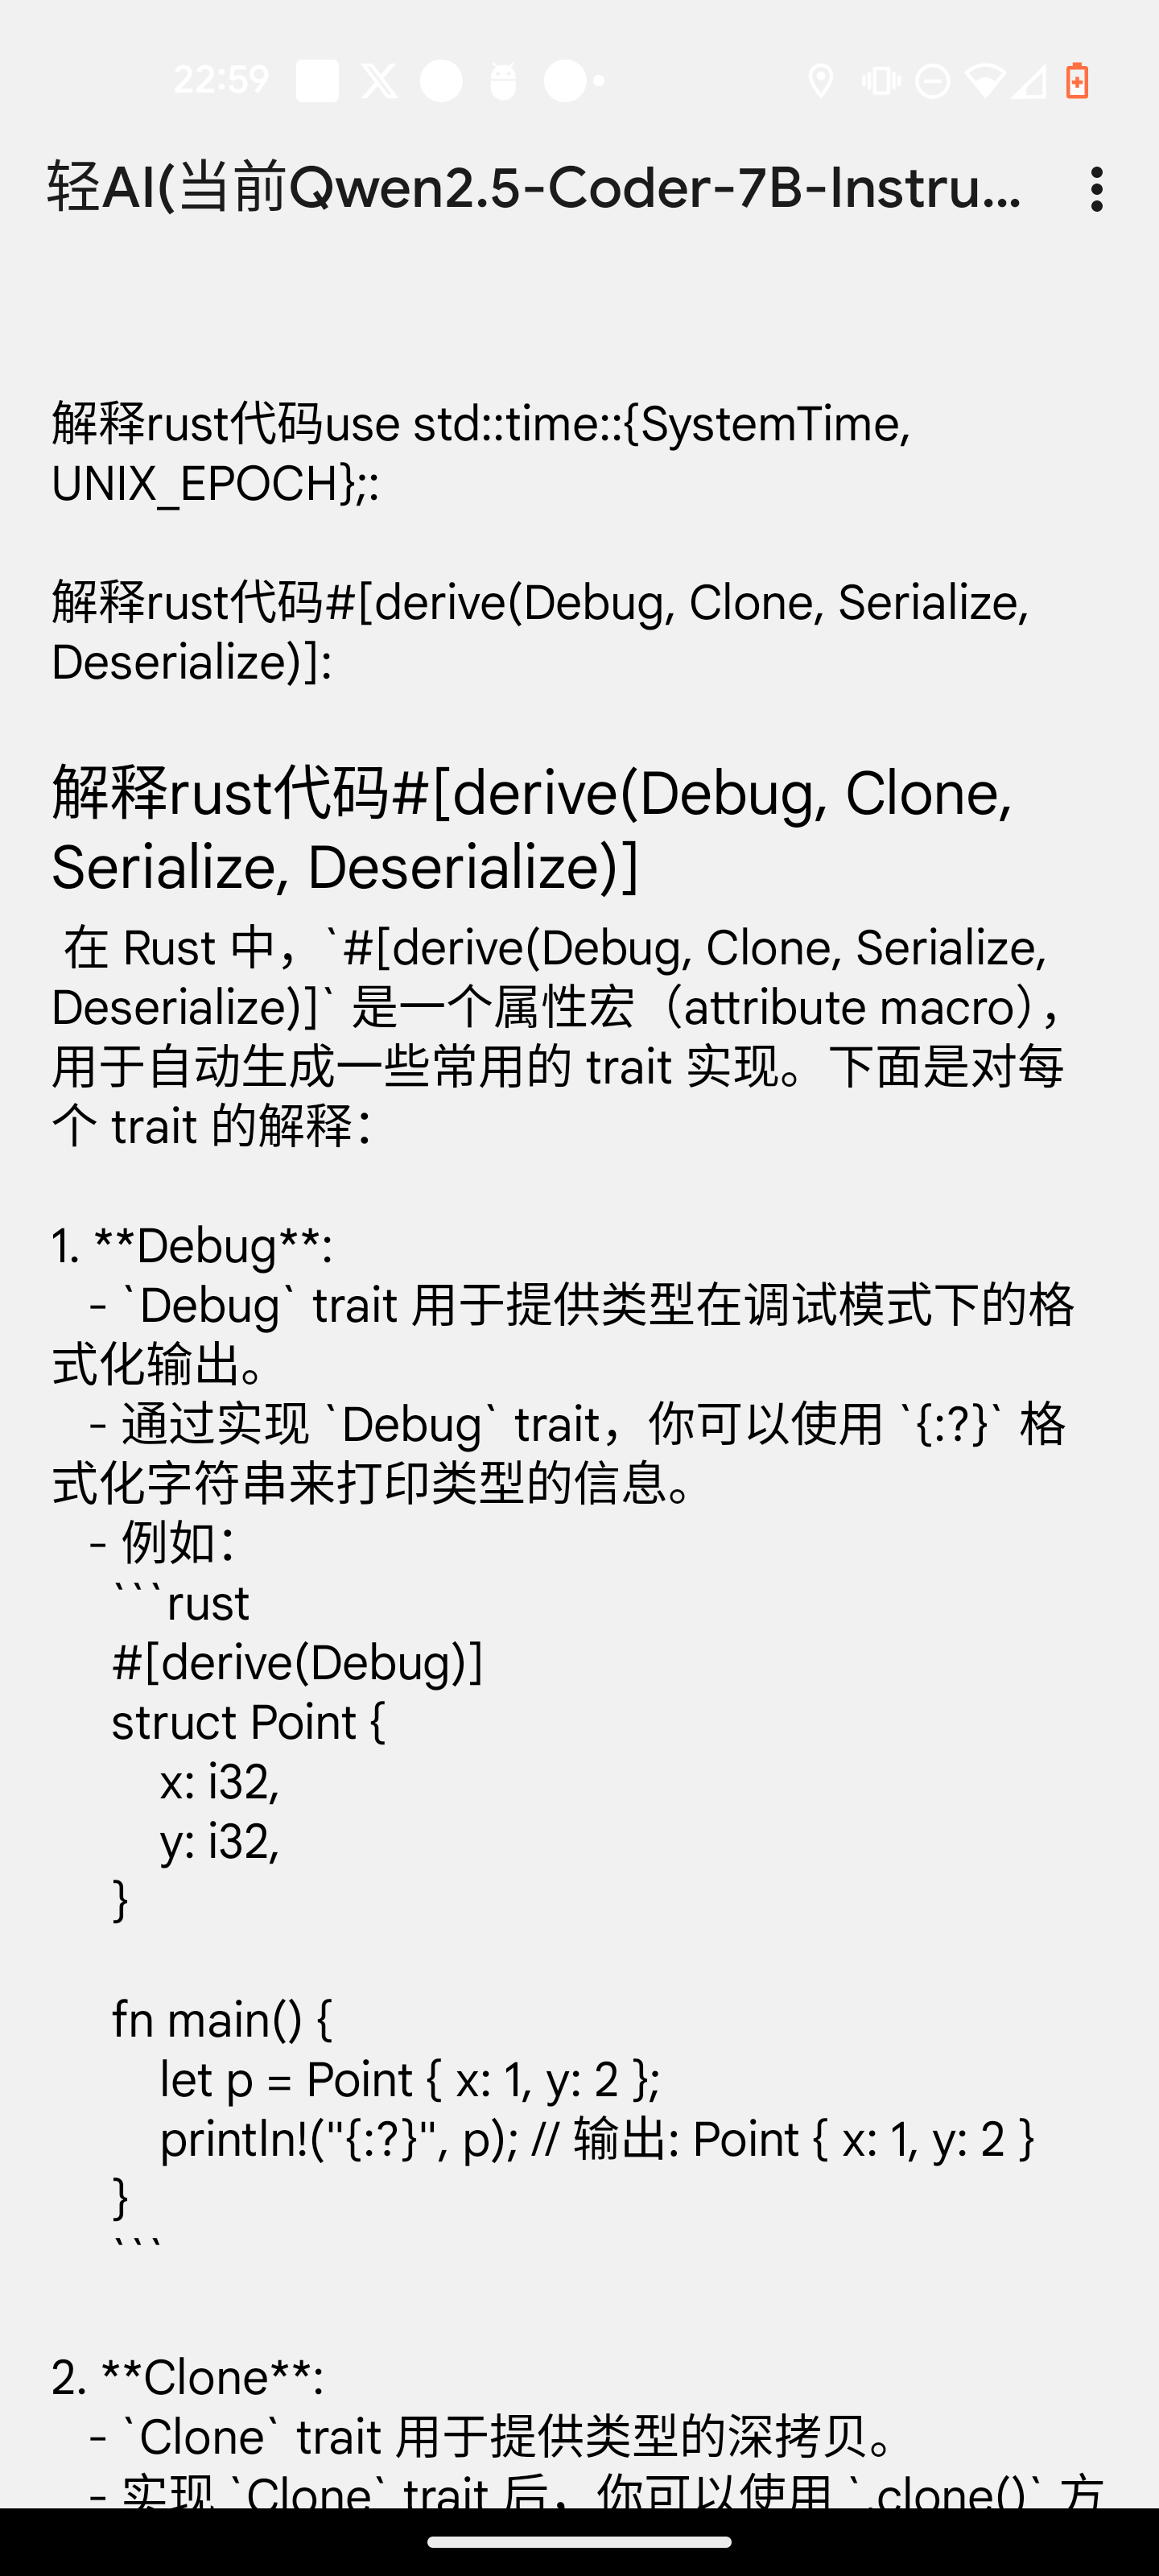 22:59
轻AI(当前Qwen2.5-Coder-7B-Instru...
解释rust代码use std::time::{SystemTime,
UNIX_EPOCH};:
解释rust代码#[derive(Debug, Clone, Serialize,
Deserialize)]:
解释rust代码#[derive(Debug, Clone,
Serialize, Deserialize)]
在 Rust 中，`#[derive(Debug, Clone, Serialize,
Deserialize)]` 是一个属性宏（attribute macro），
用于自动生成一些常用的 trait 实现。下面是对每
个 trait 的解释：
1. **Debug**:
- `Debug` trait 用于提供类型在调试模式下的格
式化输出。
- 通过实现 `Debug` trait，你可以使用 `{:?}` 格
式化字符串来打印类型的信息。
- 例如：
```rust
#[derive(Debug)]
struct Point {
x: i32,
y: i32,
}
fn main() {
let p = Point { x: 1, y: 2 };
println!("{:?}", p); // 输出: Point { x: 1, y: 2 }
}
```
2. **Clone**:
- `Clone` trait 用于提供类型的深拷贝。
- 实现 `Clone` trait 后，你可以使用 `.clone()` 方